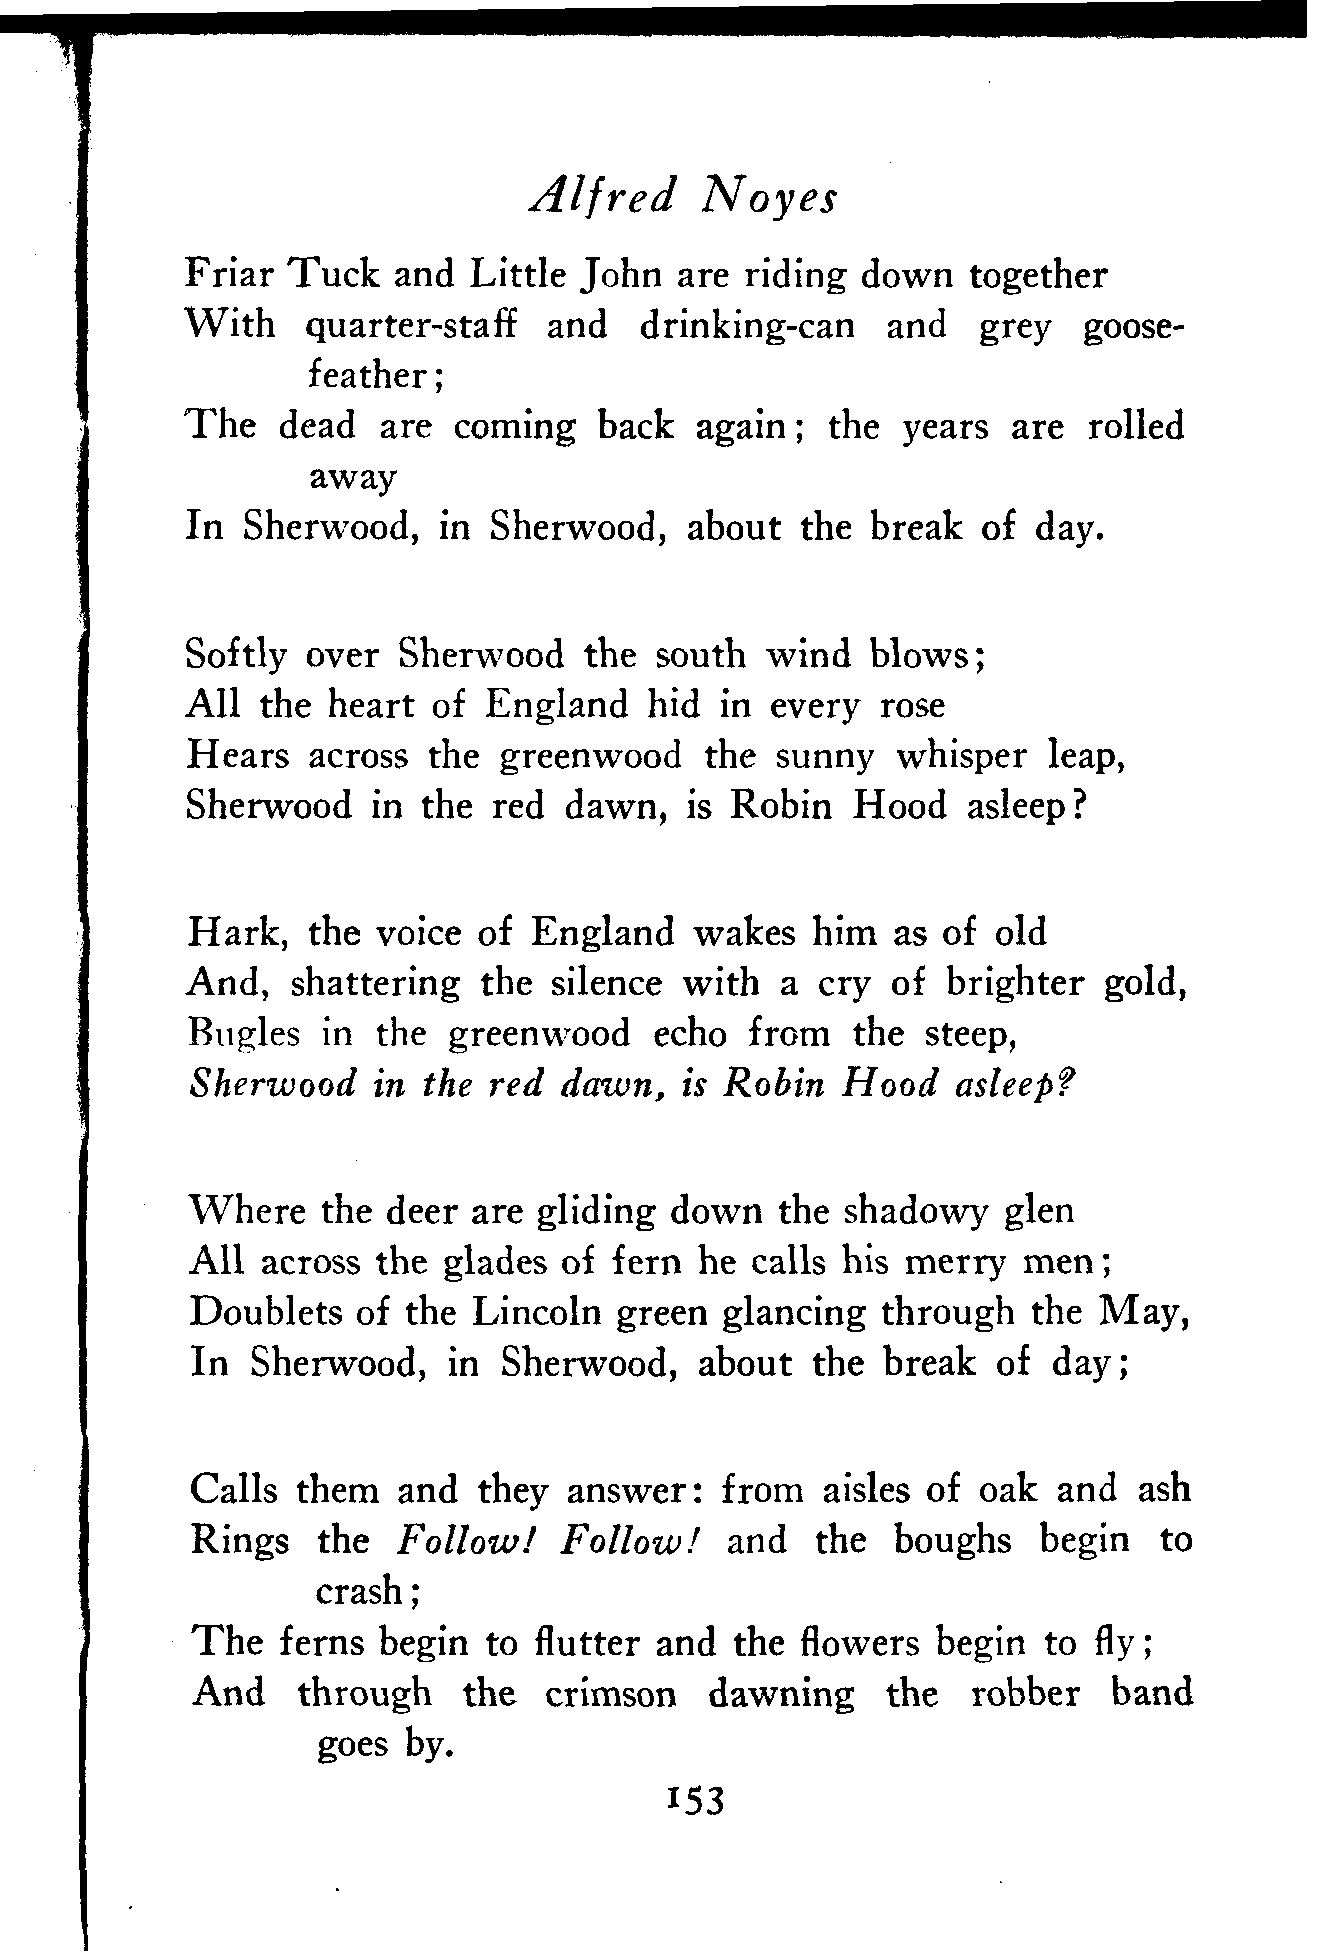 Alfred Noyes
Friar Tuck and Little John are riding down together
With quarter-staff and drinking-can and grey goose-
feather;
The dead are coming back again; the years are rolled
away
In Sherwood, in Sherwood, about the break of day.
Softly over Sherwood the south wind blows;
All the heart of England hid in every rose
Hears across the greenwood the sunny whisper leap,
Sherwood in the red dawn, is Robin Hood asleep?
Hark, the voice of England wakes him as of old
And, shattering the silence with a cry of brighter gold,
Bugles in the greenwood echo from the steep,
Sherwood in the red dawn, is Robin Hood asleep?
Where the deer are gliding down the shadowy glen
All across the glades of fern he calls his merry men;
Doublets of the Lincoln green glancing through the May,
In Sherwood, in Sherwood, about the break of day;
Calls them and they answer: from aisles of oak and ash
Rings the Follow! Follow! and the boughs begin to
crash;
The ferns begin to flutter and the flowers begin to fly;
And through the crimson dawning the robber band
goes by.
153